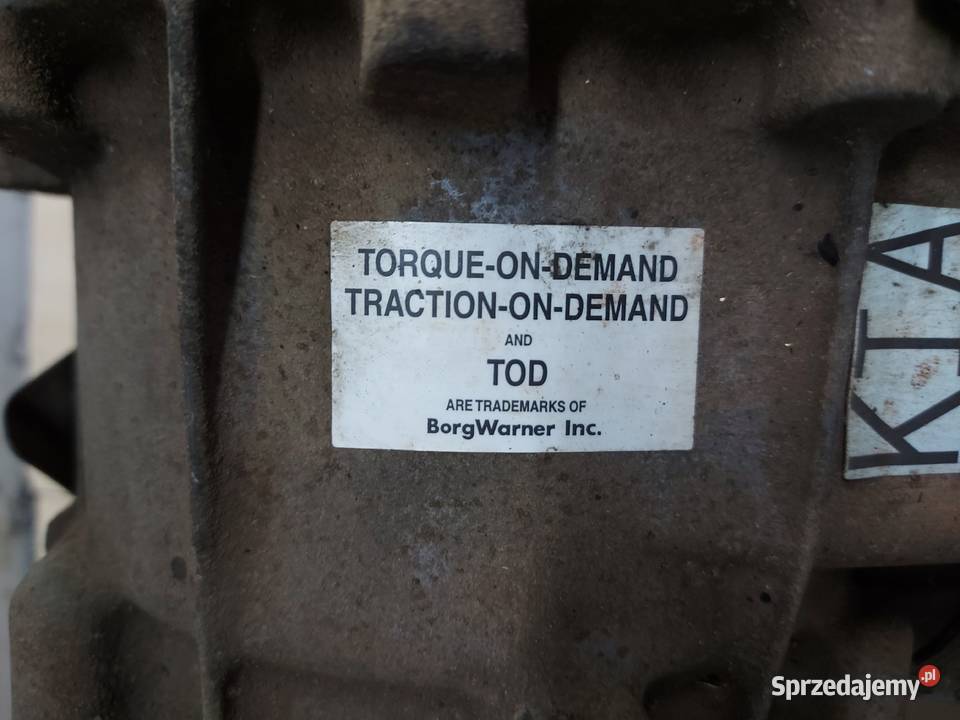 TORQUE-ON-DEMAND
TRACTION-ON-DEMAND
AND
TOD
ARE TRADEMARKS OF
BorgWarner Inc.
KIA
Sprzedajemy.pl